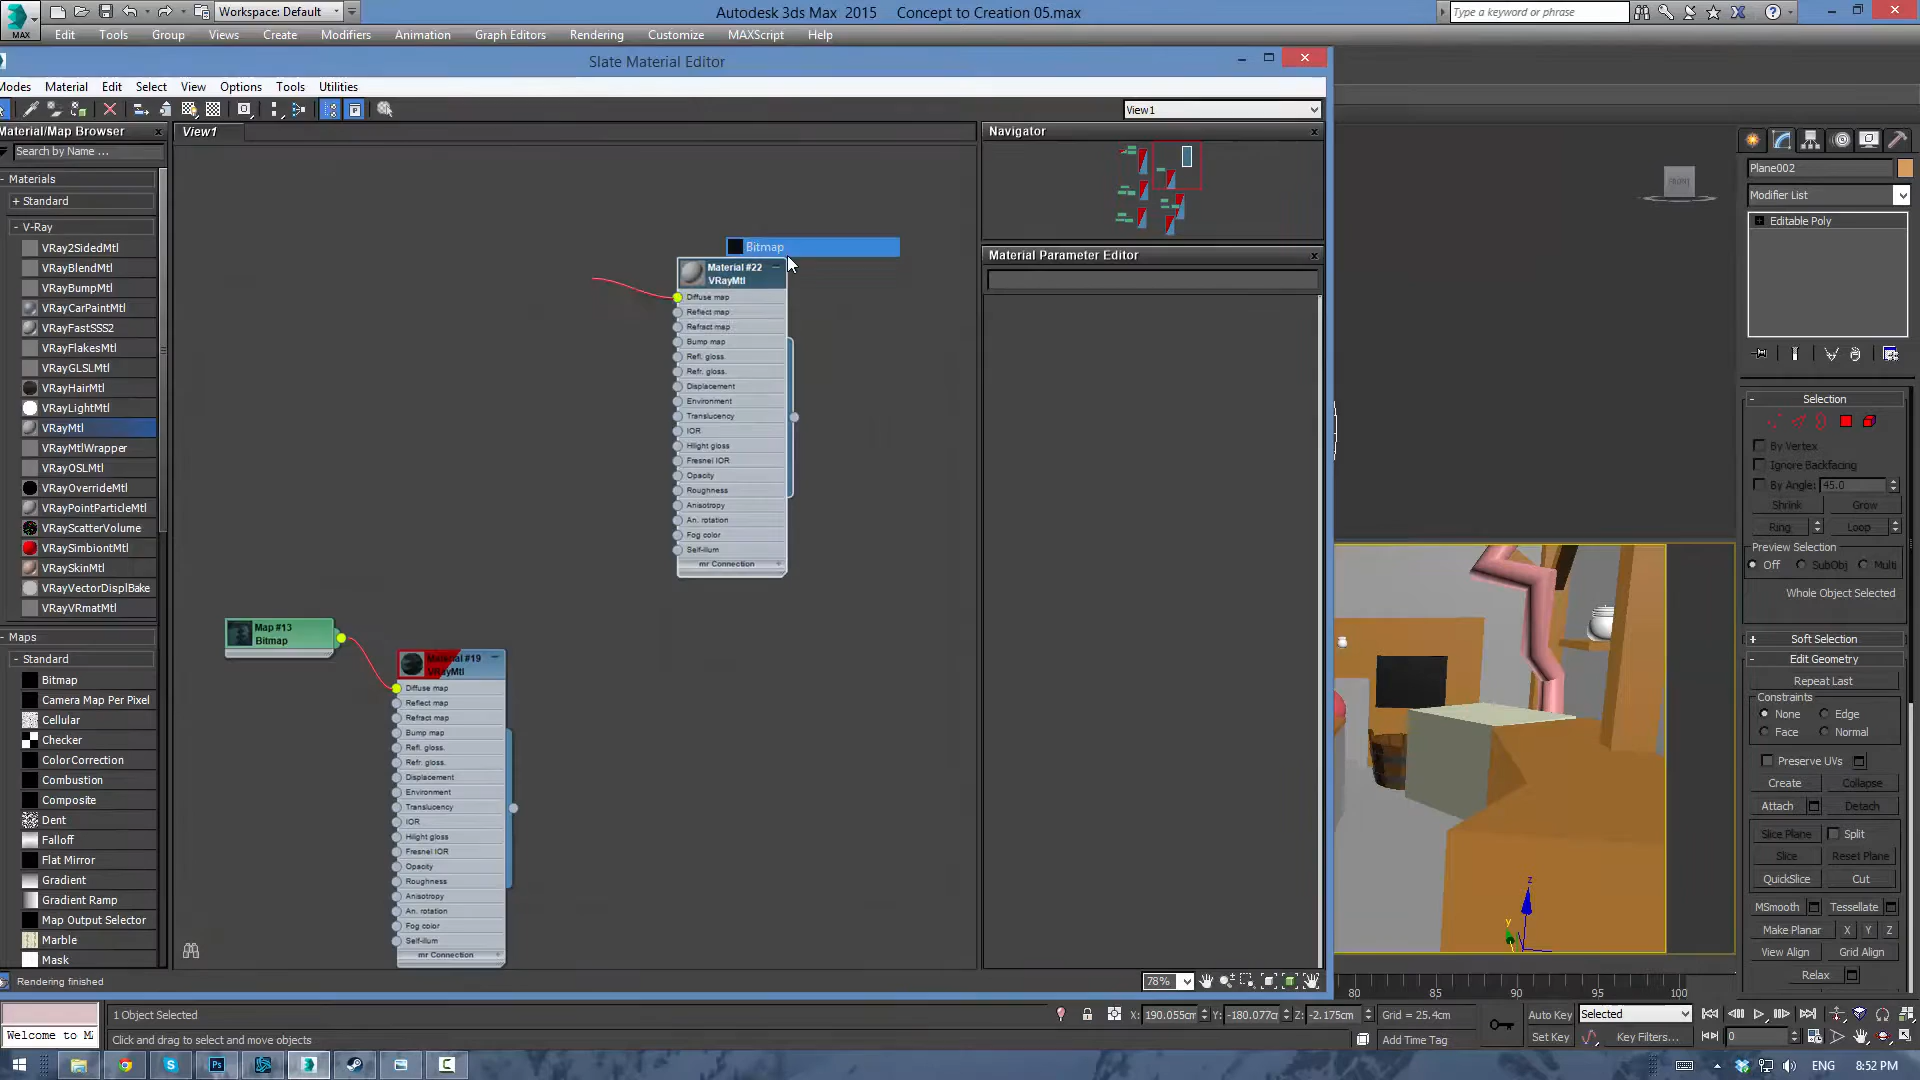 Workspace: Default
Autodesk 3ds Max 2015 Concept to Creation 05.max
Type a keyword or phrase
MAX
Edit Tools Group Views Create Modifiers Animation Graph Editors Rendering Customize MAXScript Help
Slate Material Editor
Modes Material Edit Select View Options Tools Utilities
View1
Material/Map Browser
View1
Navigator
Search by Name ...
- Materials
+ Standard
- V-Ray
VRay2SidedMtl
VRayBlendMtl
VRayBumpMtl
VRayCarPaintMtl
VRayFastSSS2
VRayFlakesMtl
VRayGLSLMtl
VRayHairMtl
VRayLightMtl
VRayMtl
VRayMtlWrapper
VRayOSLMtl
VRayOverrideMtl
VRayPointParticleMtl
VRayScatterVolume
VRaySimbiontMtl
VRaySkinMtl
VRayVectorDisplBake
VRayVRmatMtl
- Maps
- Standard
Bitmap
Camera Map Per Pixel
Cellular
Checker
ColorCorrection
Combustion
Composite
Dent
Falloff
Flat Mirror
Gradient
Gradient Ramp
Map Output Selector
Marble
Mask
Rendering finished
Bitmap
Material #22
VRayMtl
Diffuse map
Reflect map
Refract map
Bump map
Refl. gloss.
Refr. gloss.
Displacement
Environment
Translucency
IOR
Hilight gloss
Fresnel IOR
Opacity
Roughness
Anisotropy
An. rotation
Fog color
Self-illum
mr Connection
Map #13
Bitmap
Material #19
VRayMtl
Diffuse map
Reflect map
Refract map
Bump map
Refl. gloss.
Refr. gloss.
Displacement
Environment
Translucency
IOR
Hilight gloss
Fresnel IOR
Opacity
Roughness
Anisotropy
An. rotation
Fog color
Self-illum
mr Connection
Material Parameter Editor
78%
FRONT
z
y
Plane002
Modifier List
Editable Poly
Selection
By Vertex
Ignore Backfacing
By Angle: 45.0
Shrink Grow
Ring Loop
Preview Selection
Off SubObj Multi
Whole Object Selected
+ Soft Selection
- Edit Geometry
Repeat Last
Constraints
None Edge
Face Normal
Preserve UVs
Create Collapse
Attach Detach
Slice Plane Split
Slice Reset Plane
QuickSlice Cut
MSmooth Tessellate
Make Planar X Y Z
View Align Grid Align
Relax
80 85 90 95 100
1 Object Selected
X: 190.055cm Y: -180.077cm Z: -2.175cm Grid = 25.4cm
Auto Key Selected
Welcome to
Click and drag to select and move objects
Add Time Tag
Set Key Key Filters... 0
ENG 8:52 PM